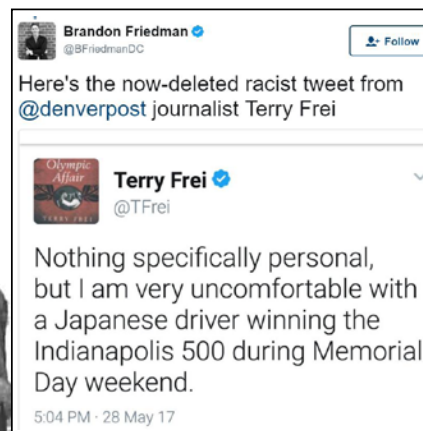 Brandon Friedman
@BFriedmanDC
Follow
Here's the now-deleted racist tweet from
@denverpost journalist Terry Frei
Olympic
Affair
TERRY FREI
Terry Frei
@TFrei
Nothing specifically personal,
but I am very uncomfortable with
a Japanese driver winning the
Indianapolis 500 during Memorial
Day weekend.
5:04 PM · 28 May 17